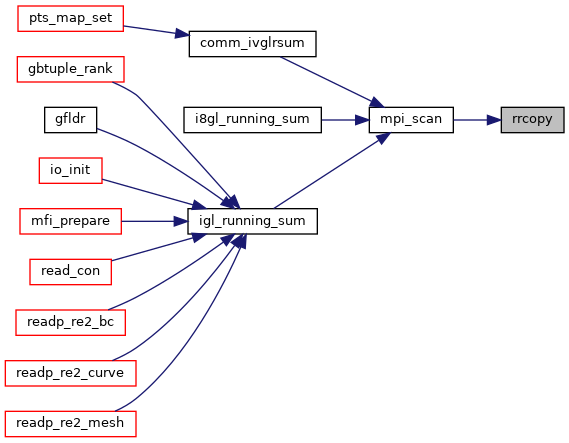 pts_map_set
comm_ivglrsum
gbtuple_rank
gfldr
i8gl_running_sum
mpi_scan
rrcopy
io_init
mfi_prepare
igl_running_sum
read_con
readp_re2_bc
readp_re2_curve
readp_re2_mesh